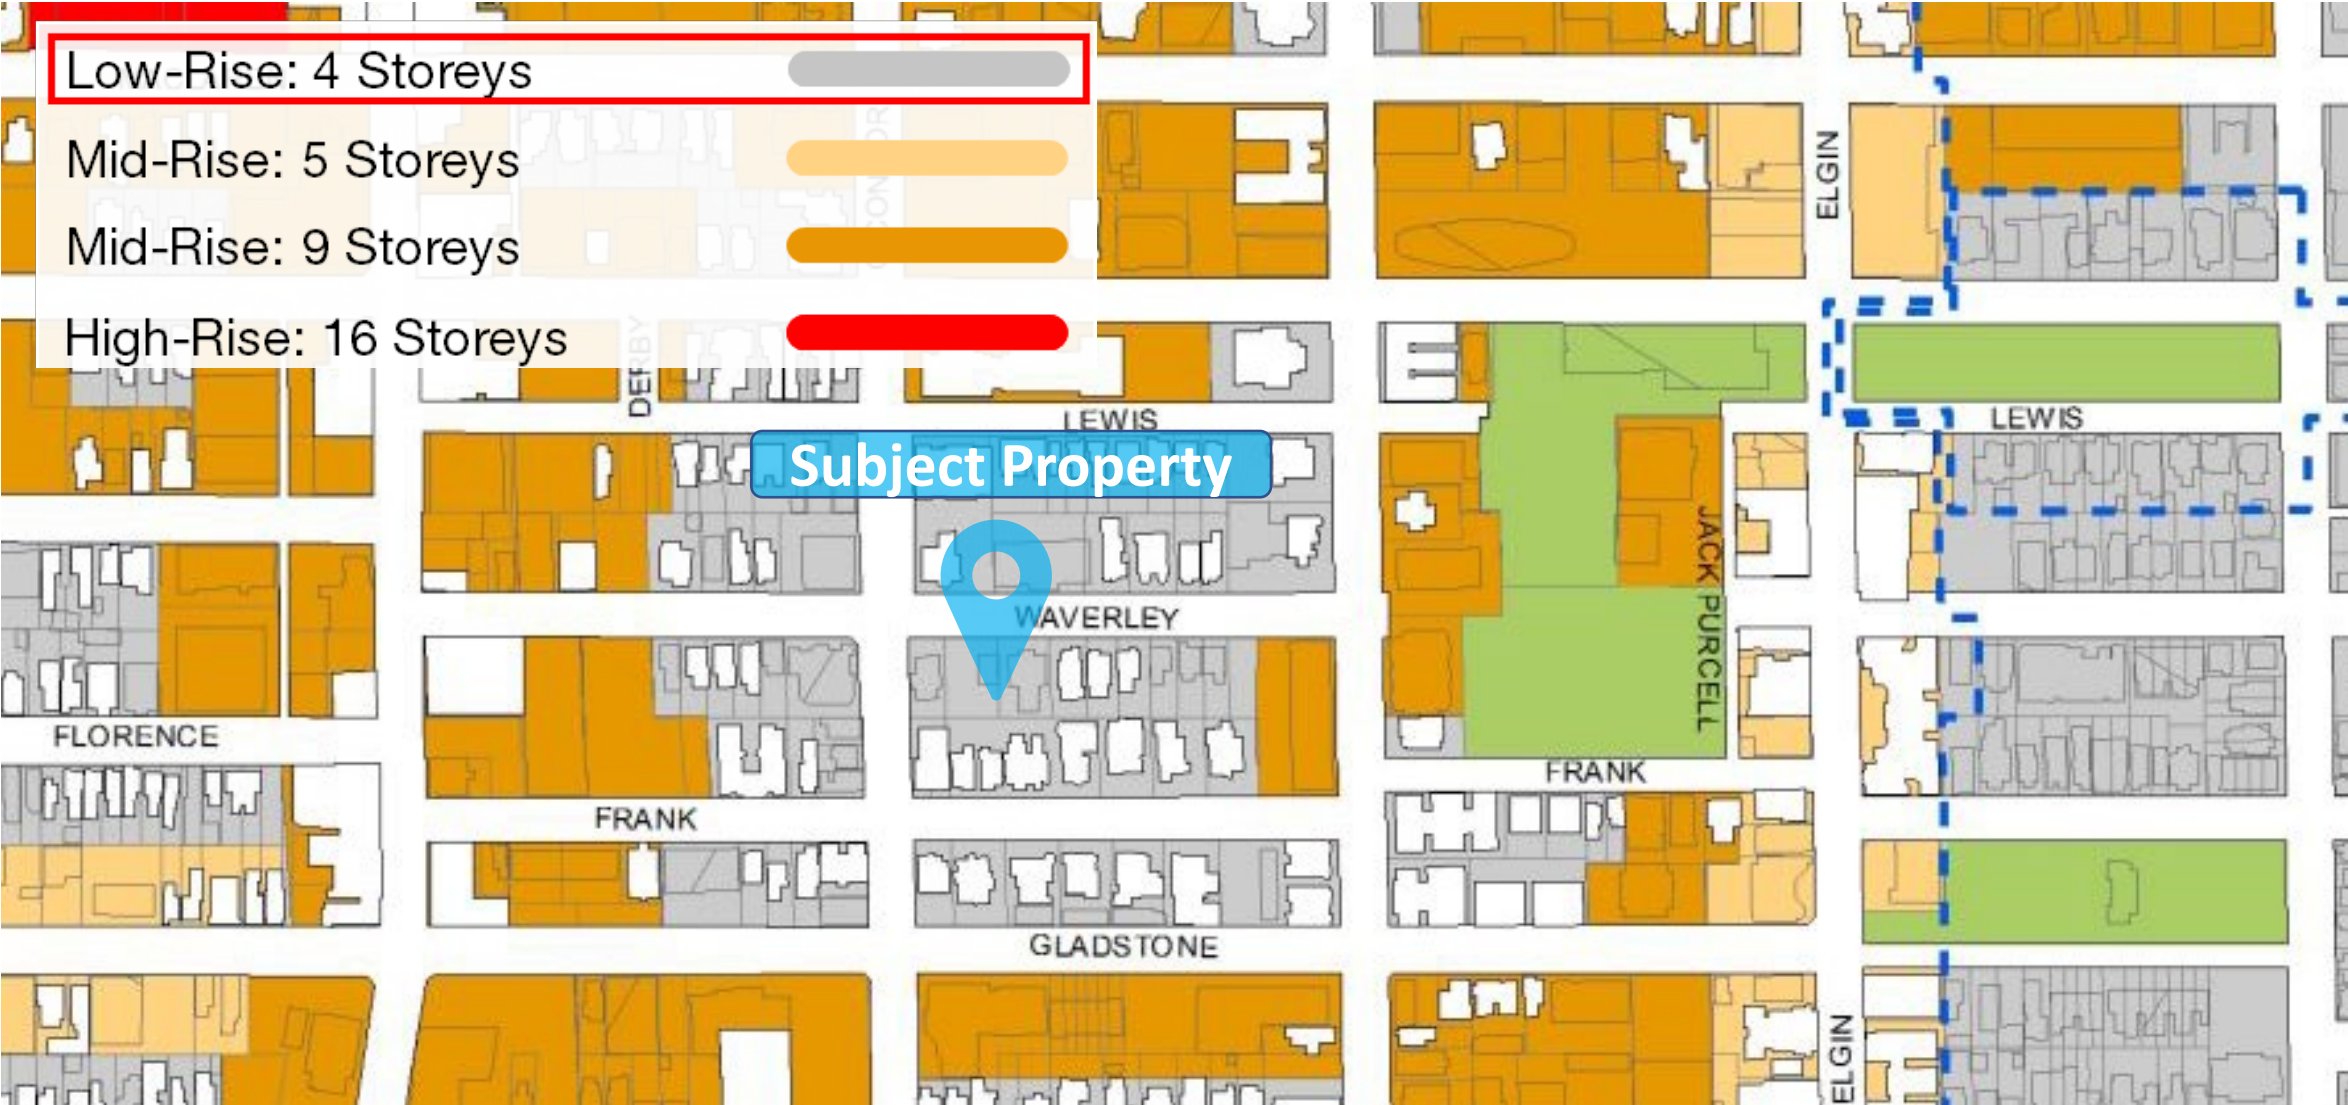 Low-Rise: 4 Storeys
Mid-Rise: 5 Storeys
Mid-Rise: 9 Storeys
High-Rise: 16 Storeys
ELGIN
DERBY
LEWIS
LEWIS
Subject Property
JACK PURCELL
WAVERLEY
FLORENCE
FRANK
FRANK
GLADSTONE
ELGIN